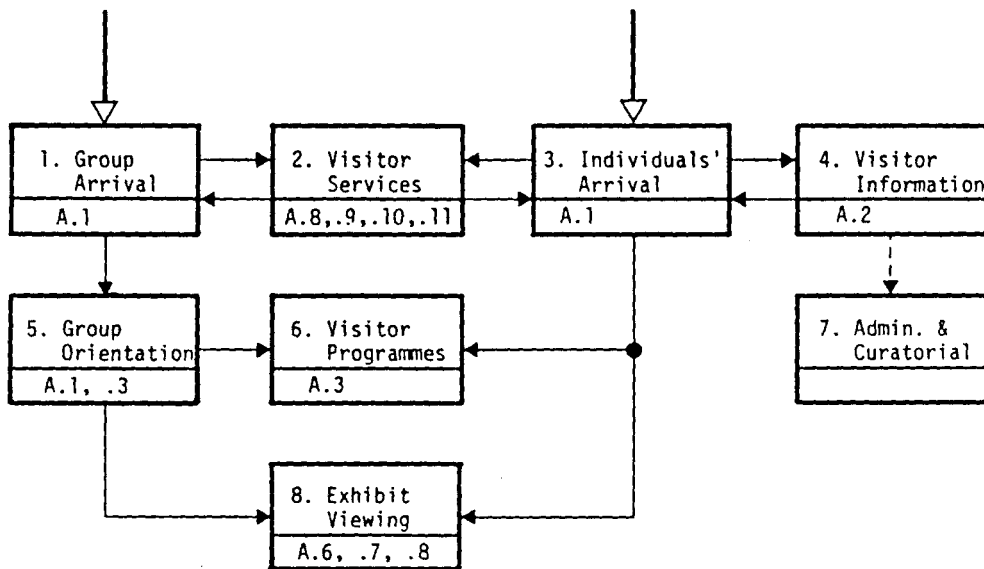 1. Group
Arrival
A.1
2. Visitor
Services
A.8,.9,.10,.11
3. Individuals'
Arrival
A.1
4. Visitor
Information
A.2
5. Group
Orientation
A.1, .3
6. Visitor
Programmes
A.3
7. Admin. &
Curatorial
8. Exhibit
Viewing
A.6, .7, .8